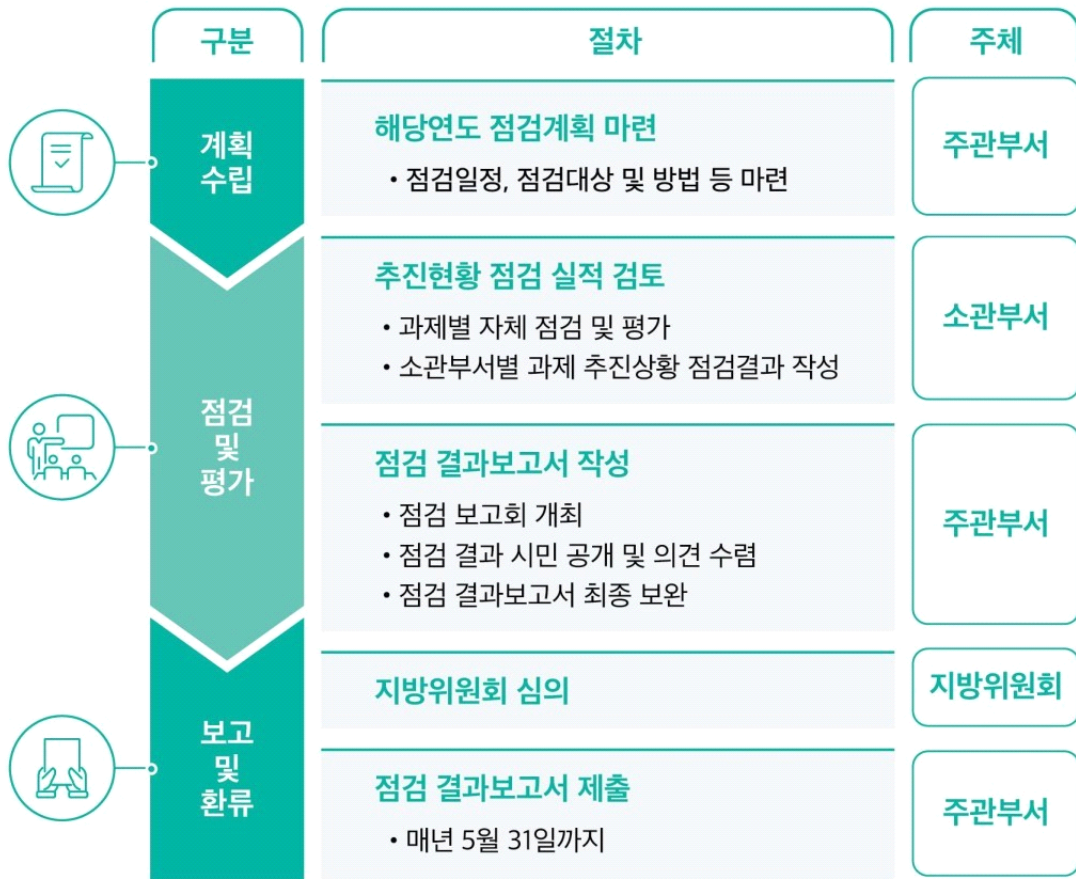 구분
절차
주체
계획
수립
해당연도 점검계획 마련
• 점검일정, 점검대상 및 방법 등 마련
주관부서
점검
및
평가
추진현황 점검 실적 검토
• 과제별 자체 점검 및 평가
• 소관부서별 과제 추진상황 점검결과 작성
소관부서
점검 결과보고서 작성
• 점검 보고회 개최
• 점검 결과 시민 공개 및 의견 수렴
• 점검 결과보고서 최종 보완
주관부서
보고
및
환류
지방위원회 심의
지방위원회
점검 결과보고서 제출
• 매년 5월 31일까지
주관부서